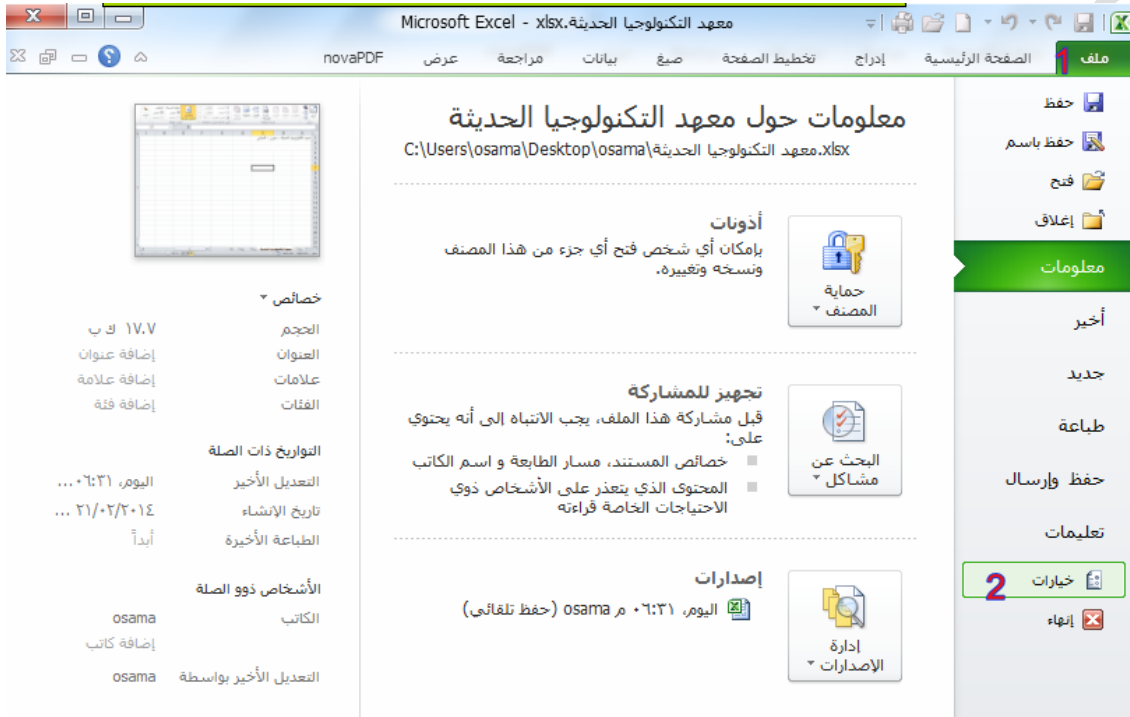 معهد التكنولوجيا الحديثة.xlsx - Microsoft Excel
ملف 1 الصفحة الرئيسية إدراج تخطيط الصفحة صيغ بيانات مراجعة عرض novaPDF
حفظ
حفظ باسم
فتح
إغلاق
معلومات
أخير
جديد
طباعة
حفظ وإرسال
تعليمات
خيارات 2
إنهاء
معلومات حول معهد التكنولوجيا الحديثة
C:\Users\osama\Desktop\osama\معهد التكنولوجيا الحديثة.xlsx
حماية
المصنف
أذونات
بإمكان أي شخص فتح أي جزء من هذا المصنف
ونسخه وتغييره.
البحث عن
مشاكل
تجهيز للمشاركة
قبل مشاركة هذا الملف، يجب الانتباه إلى أنه يحتوي
على:
خصائص المستند، مسار الطابعة و اسم الكاتب
المحتوى الذي يتعذر على الأشخاص ذوي
الاحتياجات الخاصة قراءته
إدارة
الإصدارات
إصدارات
اليوم، ٠٦:٣١ م osama (حفظ تلقائي)
خصائص
الحجم ١٧.٧ ك ب
العنوان إضافة عنوان
علامات إضافة علامة
الفئات إضافة فئة
التواريخ ذات الصلة
التعديل الأخير اليوم، ٠٦:٣١...
تاريخ الإنشاء ٢١/٠٢/٢٠١٤ ...
الطباعة الأخيرة أبداً
الأشخاص ذوو الصلة
الكاتب osama
إضافة كاتب
التعديل الأخير بواسطة osama